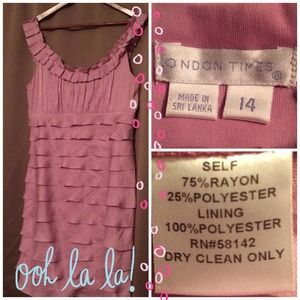 ooh la la!
LONDON TIMES®
MADE IN
SRI LANKA
14
SELF
75%RAYON
25%POLYESTER
LINING
100%POLYESTER
RN#58142
DRY CLEAN ONLY